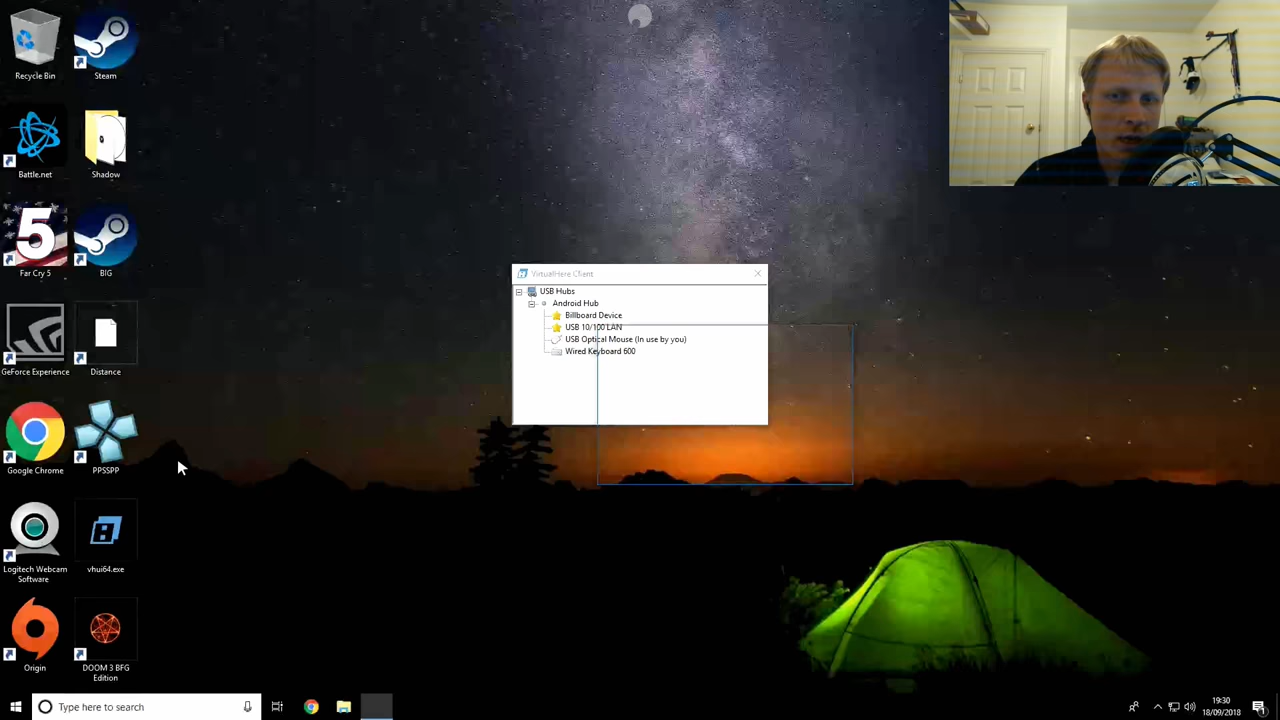 Recycle Bin
Steam
Battle.net
Shadow
5
Far Cry 5
BIG
GeForce Experience
Distance
Google Chrome
PPSSPP
Logitech Webcam
Software
vhui64.exe
Origin
DOOM 3 BFG
Edition
VirtualHere Client
USB Hubs
Android Hub
Billboard Device
USB 10/100 LAN
USB Optical Mouse (In use by you)
Wired Keyboard 600
Type here to search
19:30
18/09/2018
1